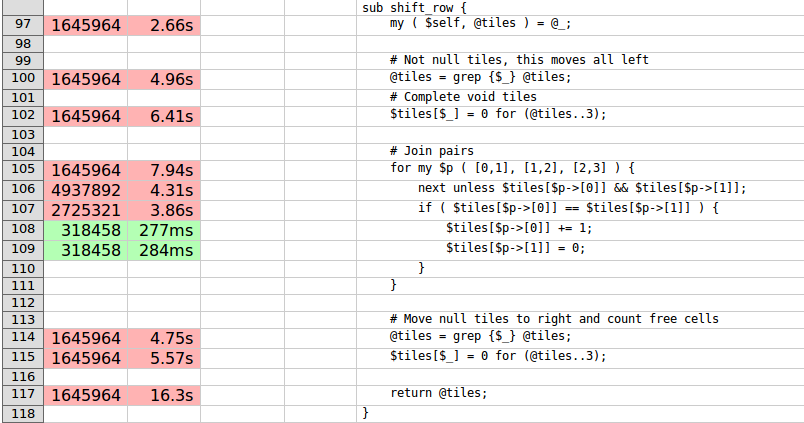 sub shift_row {
97 1645964 2.66s my ( $self, @tiles ) = @_;
98
99 # Not null tiles, this moves all left
100 1645964 4.96s @tiles = grep {$_} @tiles;
101 # Complete void tiles
102 1645964 6.41s $tiles[$_] = 0 for (@tiles..3);
103
104 # Join pairs
105 1645964 7.94s for my $p ( [0,1], [1,2], [2,3] ) {
106 4937892 4.31s next unless $tiles[$p->[0]] && $tiles[$p->[1]];
107 2725321 3.86s if ( $tiles[$p->[0]] == $tiles[$p->[1]] ) {
108 318458 277ms $tiles[$p->[0]] += 1;
109 318458 284ms $tiles[$p->[1]] = 0;
110 }
111 }
112
113 # Move null tiles to right and count free cells
114 1645964 4.75s @tiles = grep {$_} @tiles;
115 1645964 5.57s $tiles[$_] = 0 for (@tiles..3);
116
117 1645964 16.3s return @tiles;
118 }